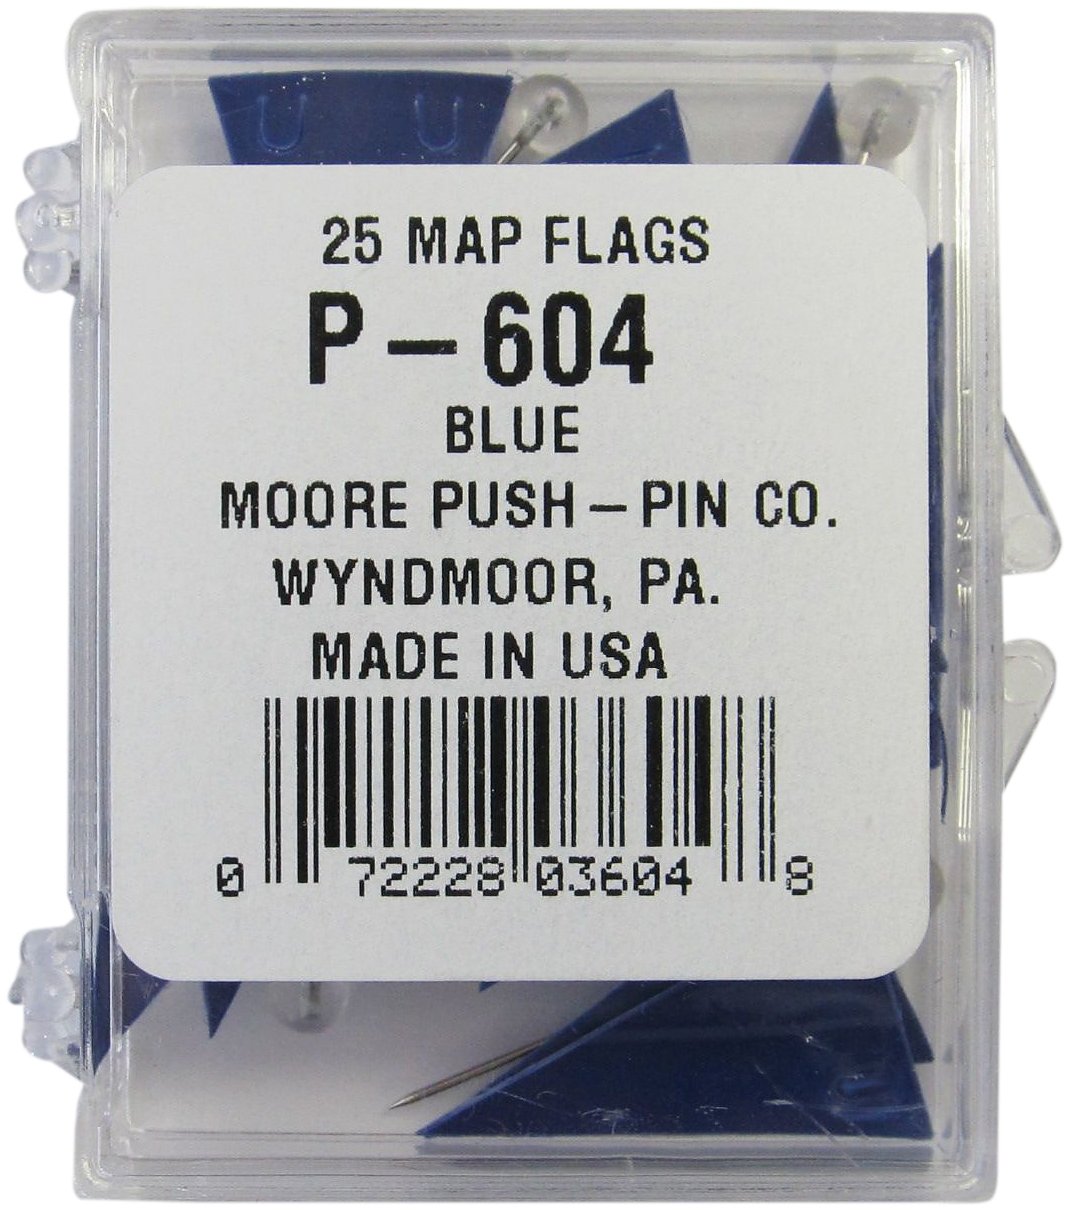 25 MAP FLAGS
P-604
BLUE
MOORE PUSH-PIN CO.
WYNDMOOR, PA.
MADE IN USA
0 72228 03604 8